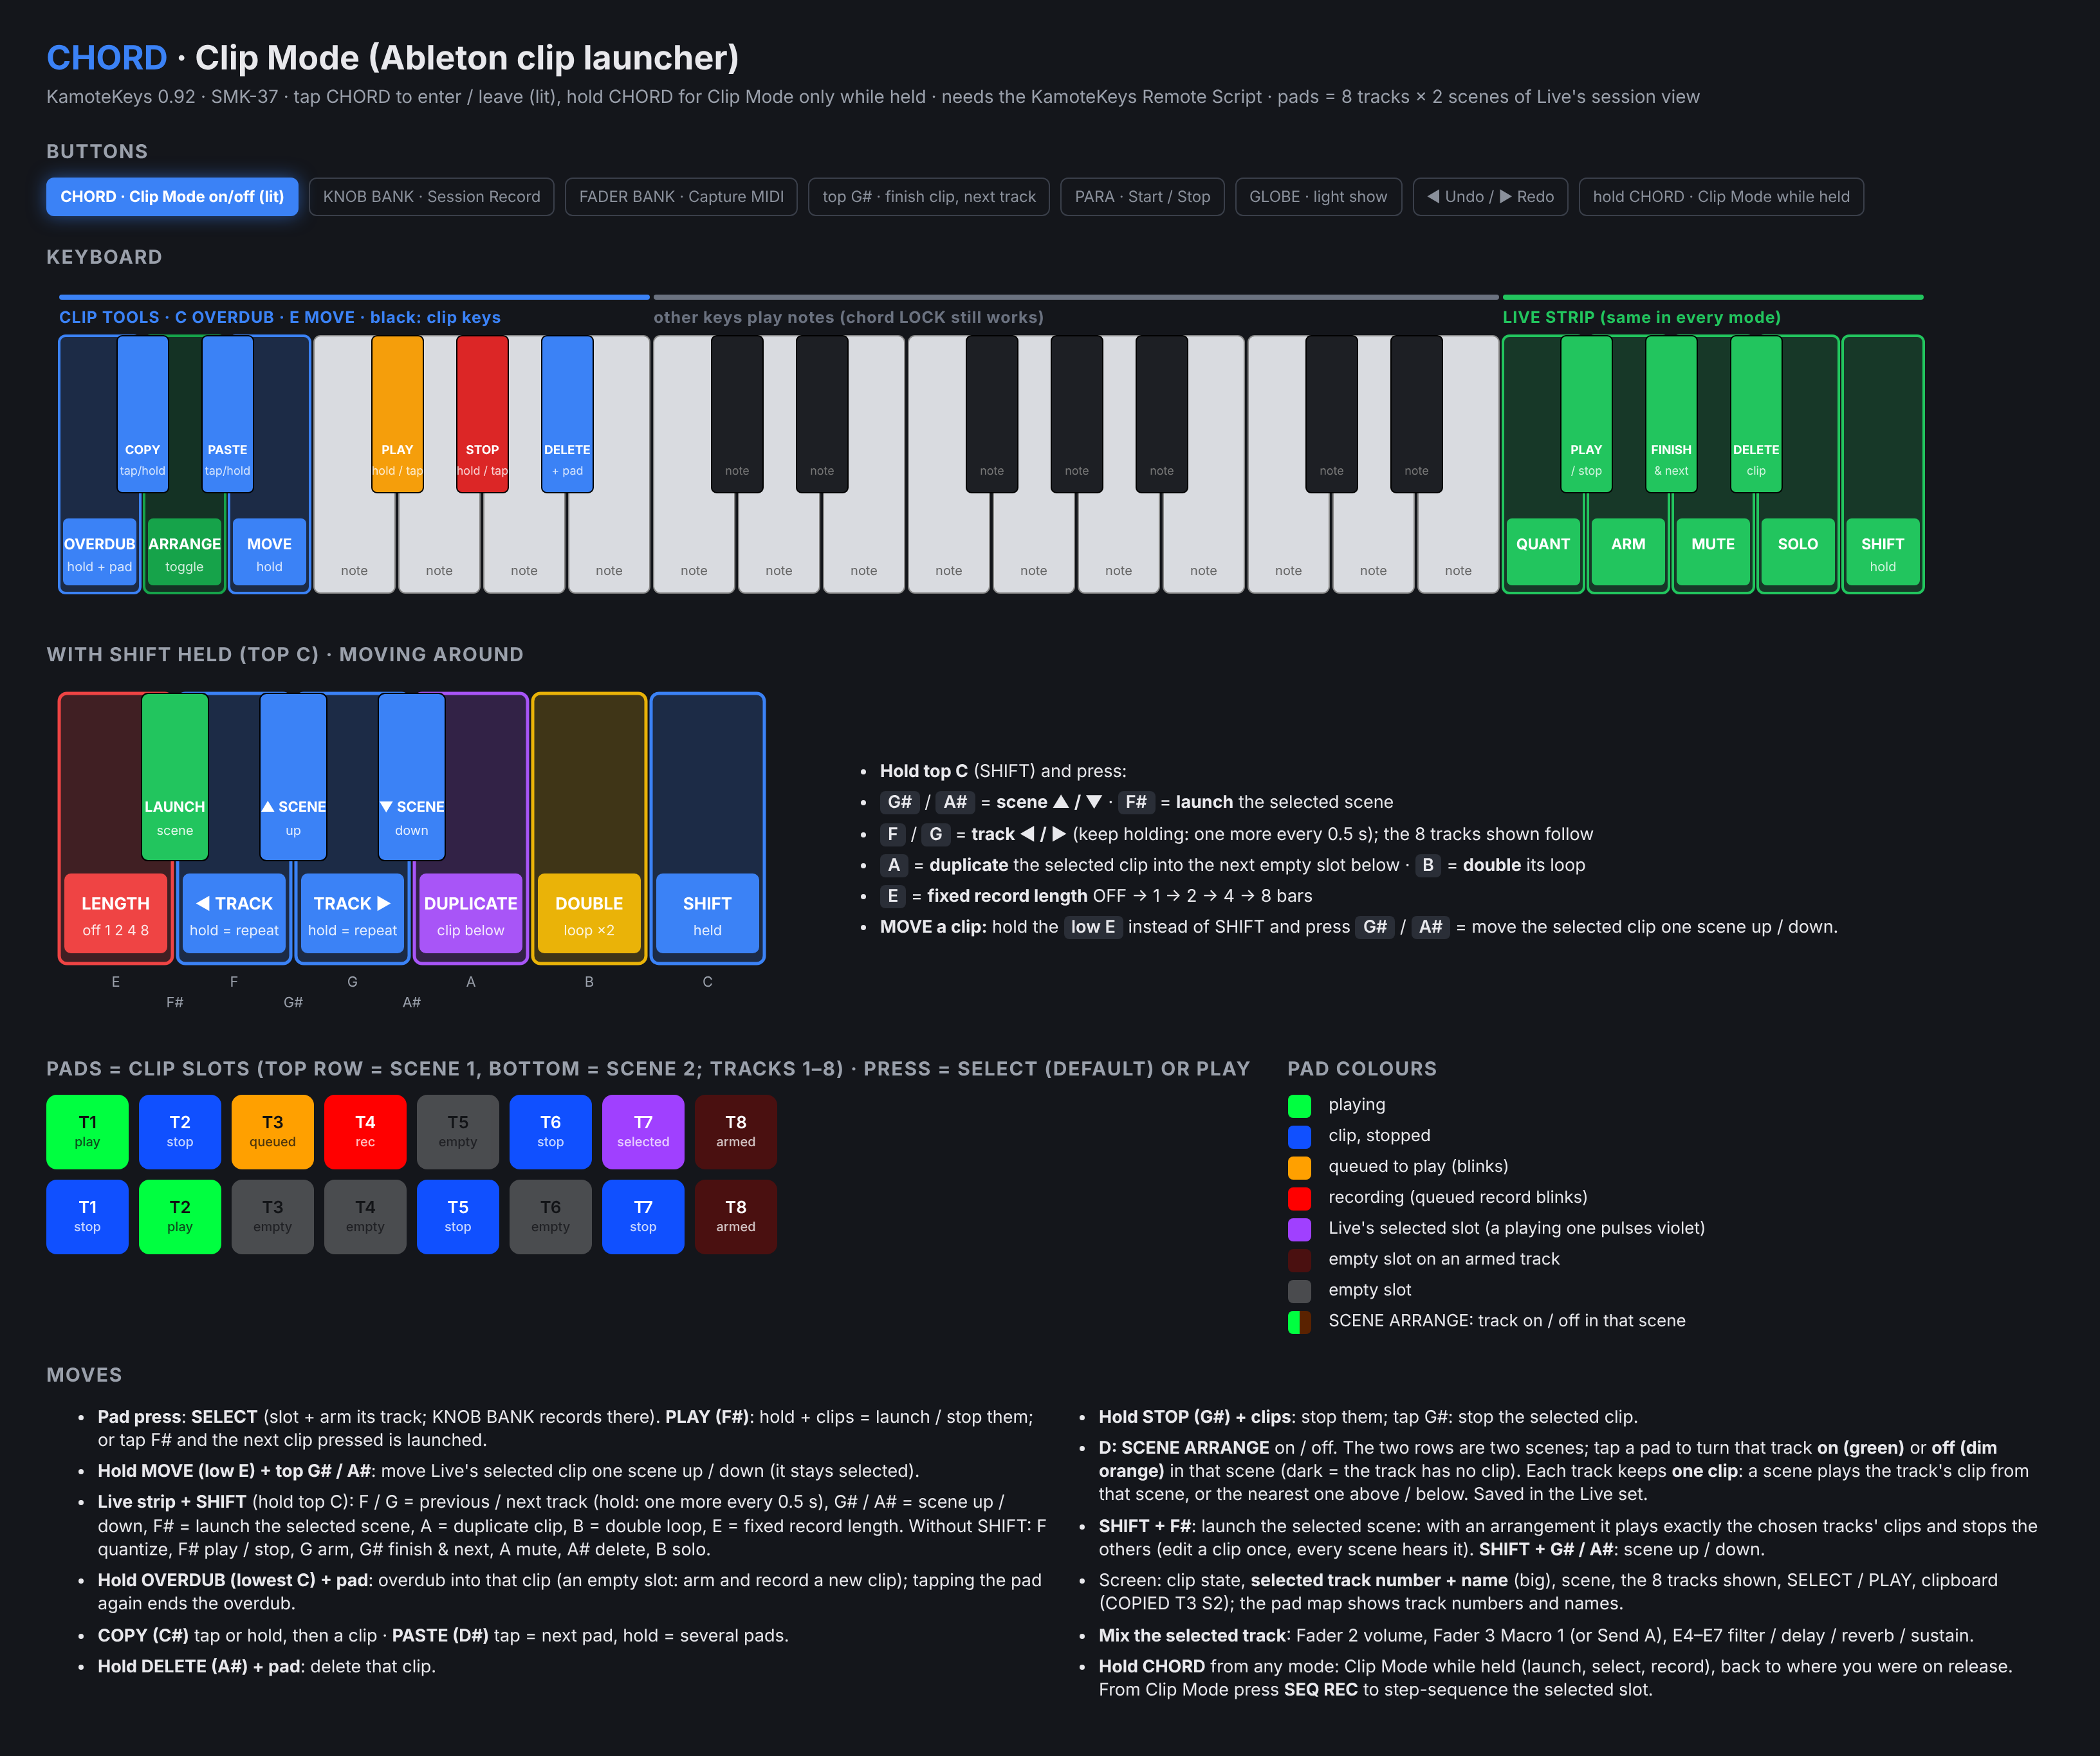 CHORD · Clip Mode (Ableton clip launcher)
KamoteKeys 0.92 · SMK-37 · tap CHORD to enter / leave (lit), hold CHORD for Clip Mode only while held · needs the KamoteKeys Remote Script · pads = 8 tracks × 2 scenes of Live's session view
BUTTONS
CHORD · Clip Mode on/off (lit)
KNOB BANK · Session Record
FADER BANK · Capture MIDI
top G# · finish clip, next track
PARA · Start / Stop
GLOBE · light show
◀ Undo / ▶ Redo
hold CHORD · Clip Mode while held
KEYBOARD
CLIP TOOLS · C OVERDUB · E MOVE · black: clip keys
other keys play notes (chord LOCK still works)
LIVE STRIP (same in every mode)
COPY
tap/hold
PASTE
tap/hold
PLAY
hold / tap
STOP
hold / tap
DELETE
+ pad
note
note
note
note
note
note
note
PLAY
/ stop
FINISH
& next
DELETE
clip
OVERDUB
hold + pad
ARRANGE
toggle
MOVE
hold
note
note
note
note
note
note
note
note
note
note
note
note
note
note
QUANT
ARM
MUTE
SOLO
SHIFT
hold
WITH SHIFT HELD (TOP C) · MOVING AROUND
LAUNCH
scene
▲ SCENE
up
▼ SCENE
down
LENGTH
off 1 2 4 8
◀ TRACK
hold = repeat
TRACK ▶
hold = repeat
DUPLICATE
clip below
DOUBLE
loop ×2
SHIFT
held
E
F
G
A
B
C
F#
G#
A#
• Hold top C (SHIFT) and press:
• G# / A# = scene ▲ / ▼ · F# = launch the selected scene
• F / G = track ◀ / ▶ (keep holding: one more every 0.5 s); the 8 tracks shown follow
• A = duplicate the selected clip into the next empty slot below · B = double its loop
• E = fixed record length OFF → 1 → 2 → 4 → 8 bars
• MOVE a clip: hold the low E instead of SHIFT and press G# / A# = move the selected clip one scene up / down.
PADS = CLIP SLOTS (TOP ROW = SCENE 1, BOTTOM = SCENE 2; TRACKS 1–8) · PRESS = SELECT (DEFAULT) OR PLAY
T1
play
T2
stop
T3
queued
T4
rec
T5
empty
T6
stop
T7
selected
T8
armed
T1
stop
T2
play
T3
empty
T4
empty
T5
stop
T6
empty
T7
stop
T8
armed
PAD COLOURS
playing
clip, stopped
queued to play (blinks)
recording (queued record blinks)
Live's selected slot (a playing one pulses violet)
empty slot on an armed track
empty slot
SCENE ARRANGE: track on / off in that scene
MOVES
• Pad press: SELECT (slot + arm its track; KNOB BANK records there). PLAY (F#): hold + clips = launch / stop them;
or tap F# and the next clip pressed is launched.
• Hold MOVE (low E) + top G# / A#: move Live's selected clip one scene up / down (it stays selected).
• Live strip + SHIFT (hold top C): F / G = previous / next track (hold: one more every 0.5 s), G# / A# = scene up /
down, F# = launch the selected scene, A = duplicate clip, B = double loop, E = fixed record length. Without SHIFT: F
quantize, F# play / stop, G arm, G# finish & next, A mute, A# delete, B solo.
• Hold OVERDUB (lowest C) + pad: overdub into that clip (an empty slot: arm and record a new clip); tapping the pad
again ends the overdub.
• COPY (C#) tap or hold, then a clip · PASTE (D#) tap = next pad, hold = several pads.
• Hold DELETE (A#) + pad: delete that clip.
• Hold STOP (G#) + clips: stop them; tap G#: stop the selected clip.
• D: SCENE ARRANGE on / off. The two rows are two scenes; tap a pad to turn that track on (green) or off (dim
orange) in that scene (dark = the track has no clip). Each track keeps one clip: a scene plays the track's clip from
that scene, or the nearest one above / below. Saved in the Live set.
• SHIFT + F#: launch the selected scene: with an arrangement it plays exactly the chosen tracks' clips and stops the
others (edit a clip once, every scene hears it). SHIFT + G# / A#: scene up / down.
• Screen: clip state, selected track number + name (big), scene, the 8 tracks shown, SELECT / PLAY, clipboard
(COPIED T3 S2); the pad map shows track numbers and names.
• Mix the selected track: Fader 2 volume, Fader 3 Macro 1 (or Send A), E4–E7 filter / delay / reverb / sustain.
• Hold CHORD from any mode: Clip Mode while held (launch, select, record), back to where you were on release.
From Clip Mode press SEQ REC to step-sequence the selected slot.